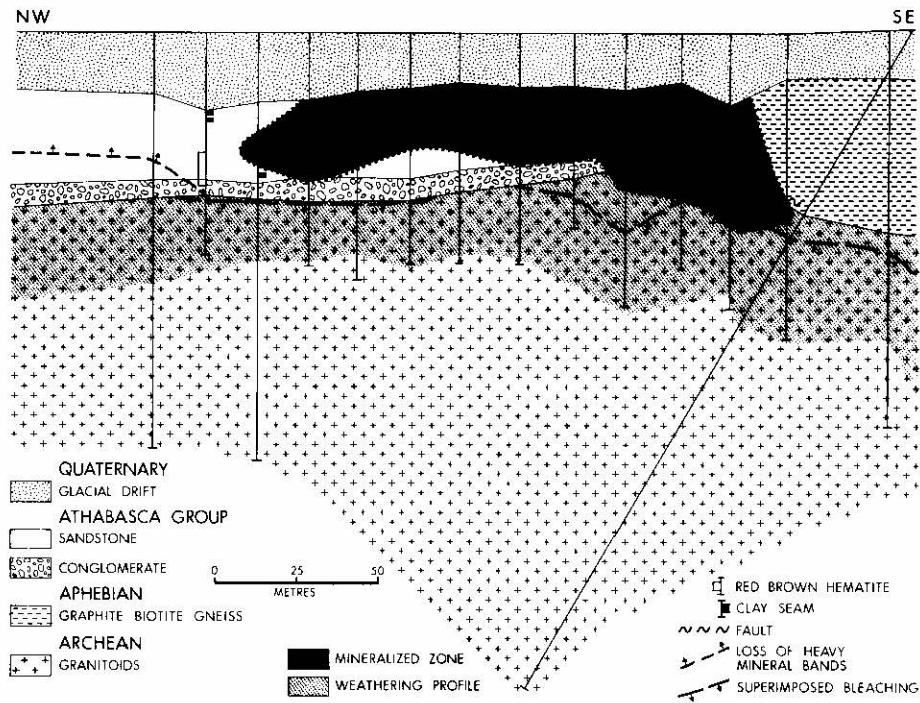 NW
SE
QUATERNARY
GLACIAL DRIFT
ATHABASCA GROUP
SANDSTONE
CONGLOMERATE
APHEBIAN
GRAPHITE BIOTITE GNEISS
ARCHEAN
GRANITOIDS
0 25 50
METRES
MINERALIZED ZONE
WEATHERING PROFILE
RED BROWN HEMATITE
CLAY SEAM
FAULT
LOSS OF HEAVY
MINERAL BANDS
SUPERIMPOSED BLEACHING